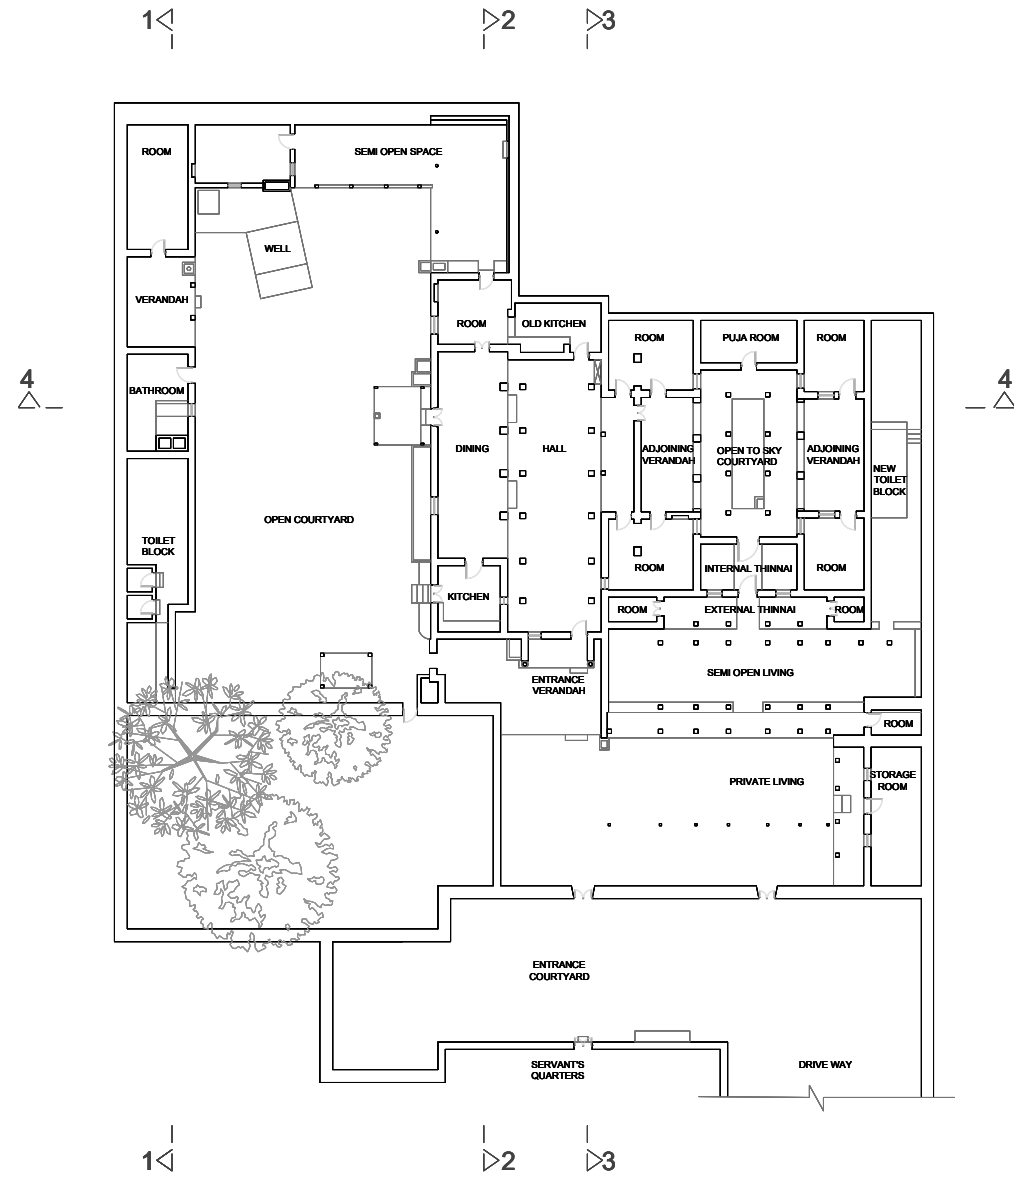 1 2 3
ROOM
SEMI OPEN SPACE
WELL
VERANDAH
ROOM
OLD KITCHEN
ROOM
PUJA ROOM
ROOM
4
4
BATHROOM
DINING
HALL
ADJOINING
VERANDAH
OPEN TO SKY
COURTYARD
ADJOINING
VERANDAH
NEW
TOILET
BLOCK
OPEN COURTYARD
TOILET
BLOCK
ROOM
INTERNAL THINNAI
ROOM
KITCHEN
ROOM
EXTERNAL THINNAI
ROOM
ENTRANCE
VERANDAH
SEMI OPEN LIVING
ROOM
PRIVATE LIVING
STORAGE
ROOM
ENTRANCE
COURTYARD
SERVANT'S
QUARTERS
DRIVE WAY
1 2 3